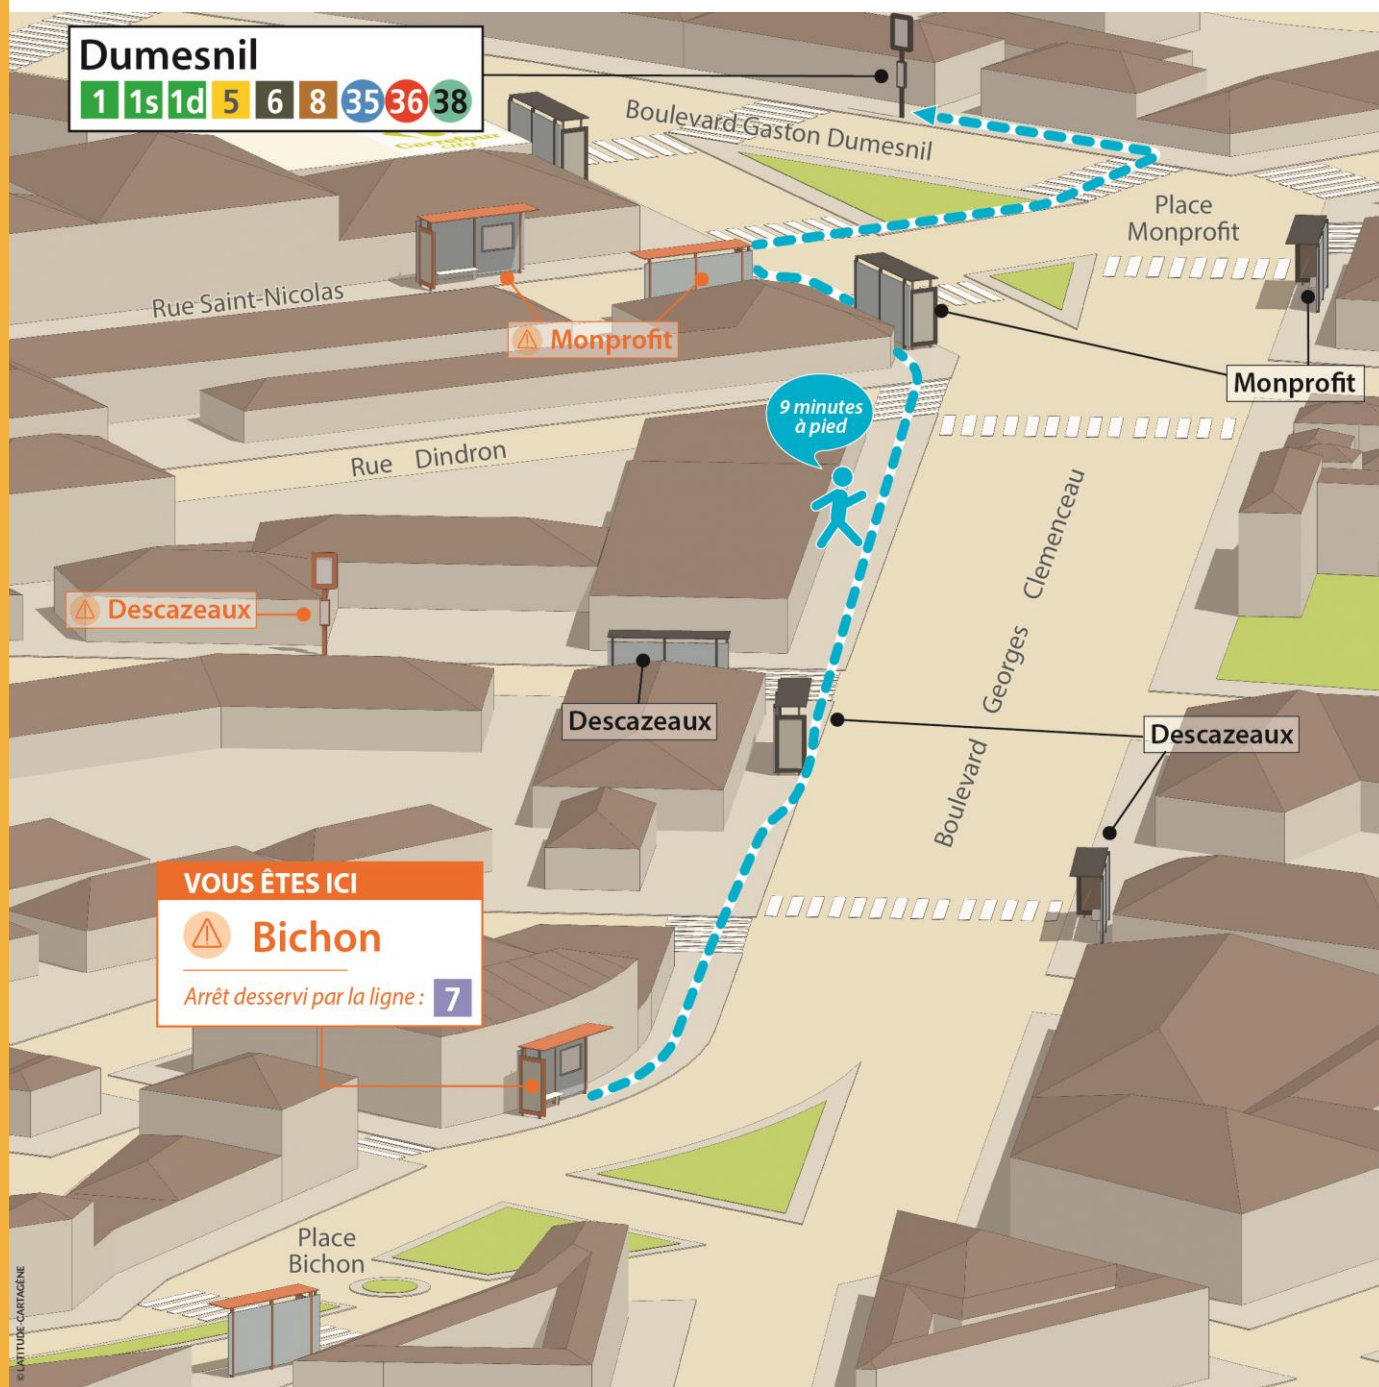 Dumesnil
1 1s 1d 5 6 8 35 36 38
Carrefour
city
Boulevard Gaston Dumesnil
Place
Monprofit
Rue Saint-Nicolas
Monprofit
Monprofit
9 minutes
à pied
Rue Dindron
Boulevard Georges Clemenceau
Descazeaux
Descazeaux
Descazeaux
VOUS ÊTES ICI
Bichon
Arrêt desservi par la ligne : 7
Place
Bichon
© LATITUDE-CARTAGÈNE